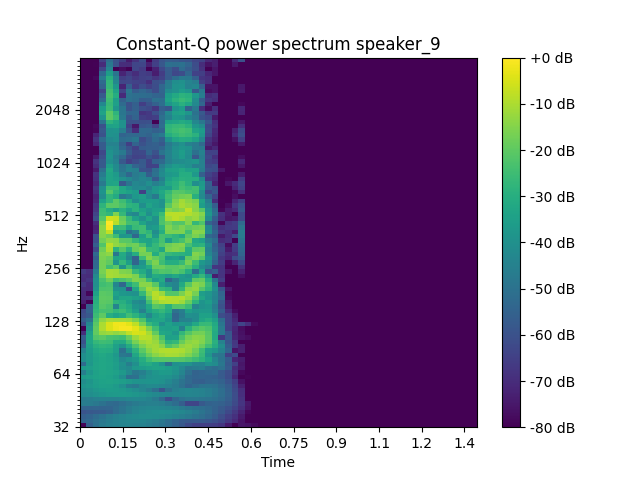 Constant-Q power spectrum speaker_9
Hz
2048
1024
512
256
128
64
32
0 0.15 0.3 0.45 0.6 0.75 0.9 1.1 1.2 1.4
Time
+0 dB
-10 dB
-20 dB
-30 dB
-40 dB
-50 dB
-60 dB
-70 dB
-80 dB